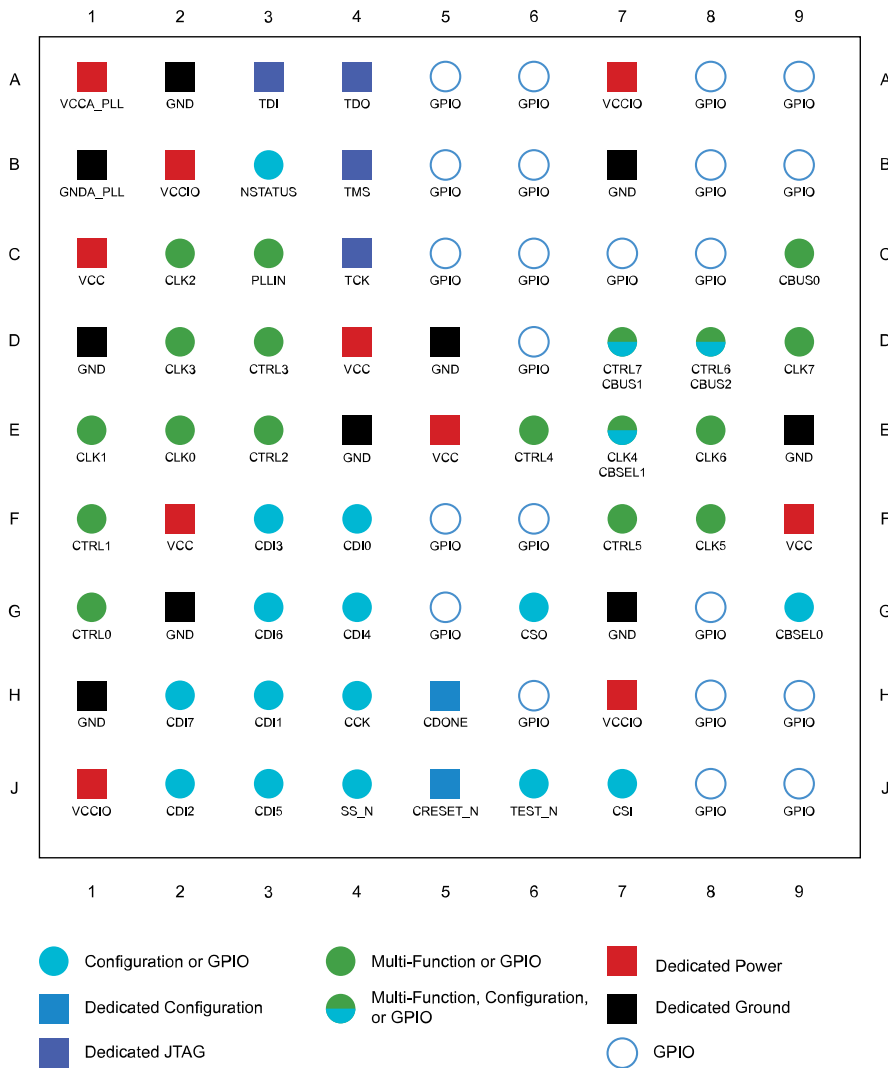 1 2 3 4 5 6 7 8 9
A A
VCCA_PLL GND TDI TDO GPIO GPIO VCCIO GPIO GPIO
B B
GNDA_PLL VCCIO NSTATUS TMS GPIO GPIO GND GPIO GPIO
C C
VCC CLK2 PLLIN TCK GPIO GPIO GPIO GPIO CBUS0
D D
GND CLK3 CTRL3 VCC GND GPIO CTRL7 CTRL6 CLK7
CBUS1 CBUS2
E E
CLK1 CLK0 CTRL2 GND VCC CTRL4 CLK4 CLK6 GND
CBSEL1
F F
CTRL1 VCC CDI3 CDI0 GPIO GPIO CTRL5 CLK5 VCC
G G
CTRL0 GND CDI6 CDI4 GPIO CSO GND GPIO CBSEL0
H H
GND CDI7 CDI1 CCK CDONE GPIO VCCIO GPIO GPIO
J J
VCCIO CDI2 CDI5 SS_N CRESET_N TEST_N CSI GPIO GPIO
1 2 3 4 5 6 7 8 9
Configuration or GPIO
Dedicated Configuration
Dedicated JTAG
Multi-Function or GPIO
Multi-Function, Configuration,
or GPIO
Dedicated Power
Dedicated Ground
GPIO